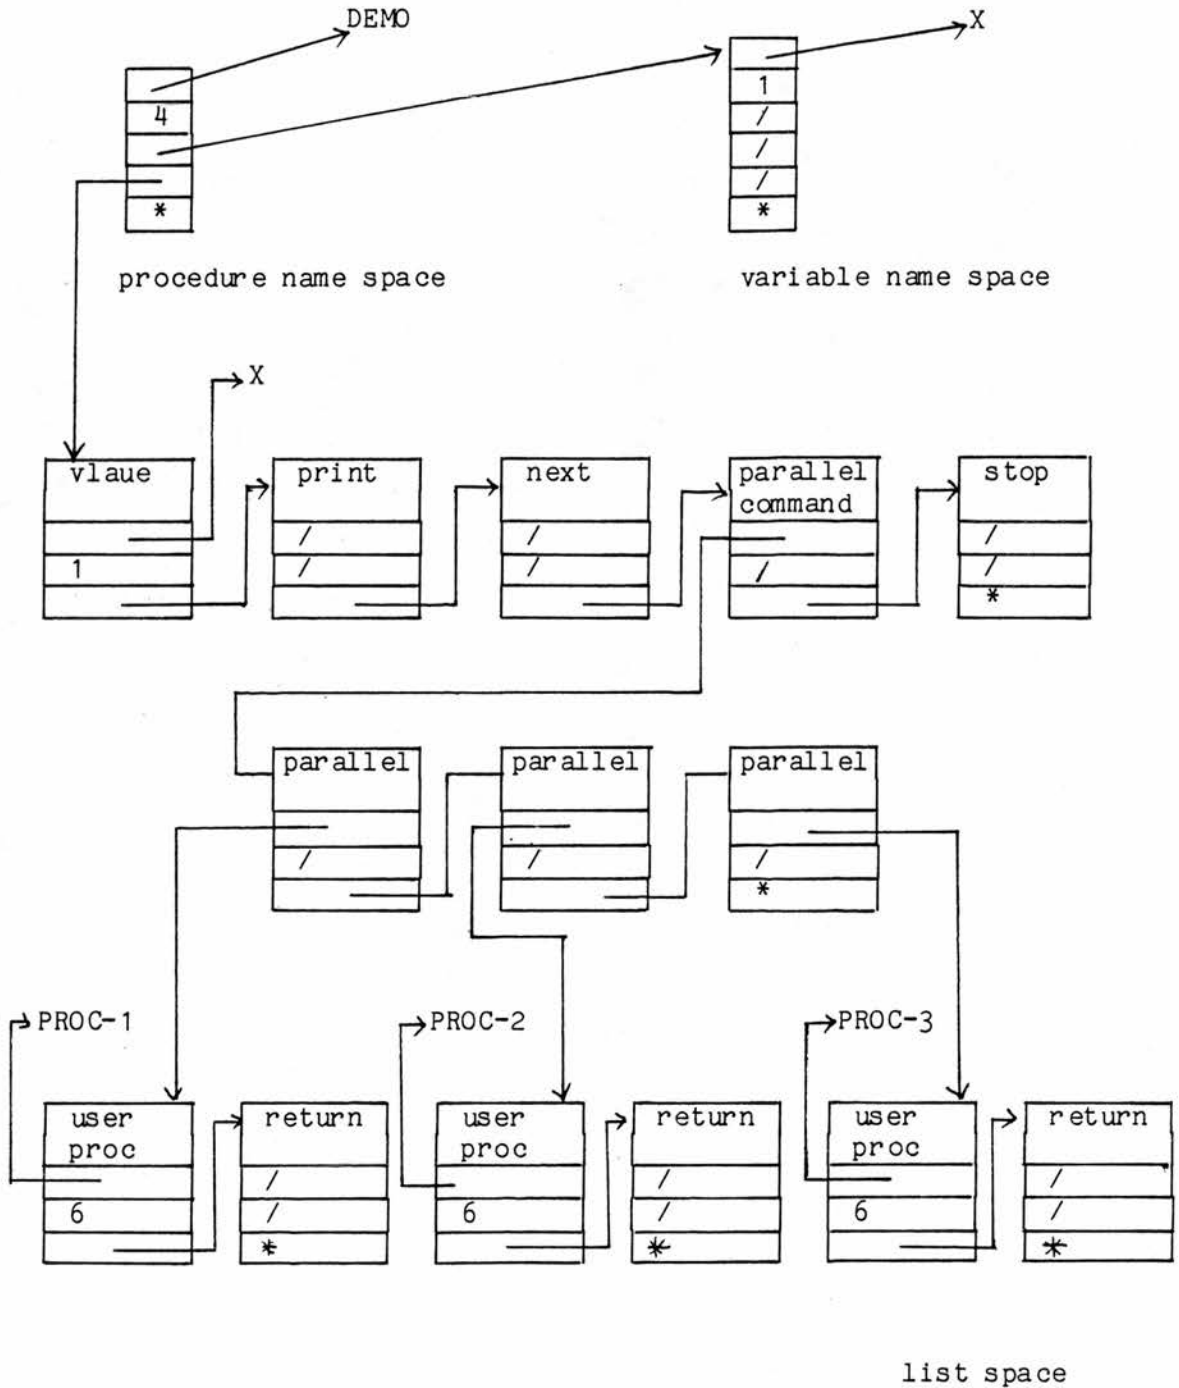 DEMO
X
4
*
1
/
/
/
*
procedure name space
variable name space
X
vlaue
1
print
/
/
next
/
/
parallel
command
/
stop
/
/
*
parallel
/
parallel
/
parallel
/
*
PROC-1
PROC-2
PROC-3
user
proc
6
return
/
/
*
user
proc
6
return
/
/
*
user
proc
6
return
/
/
*
list space